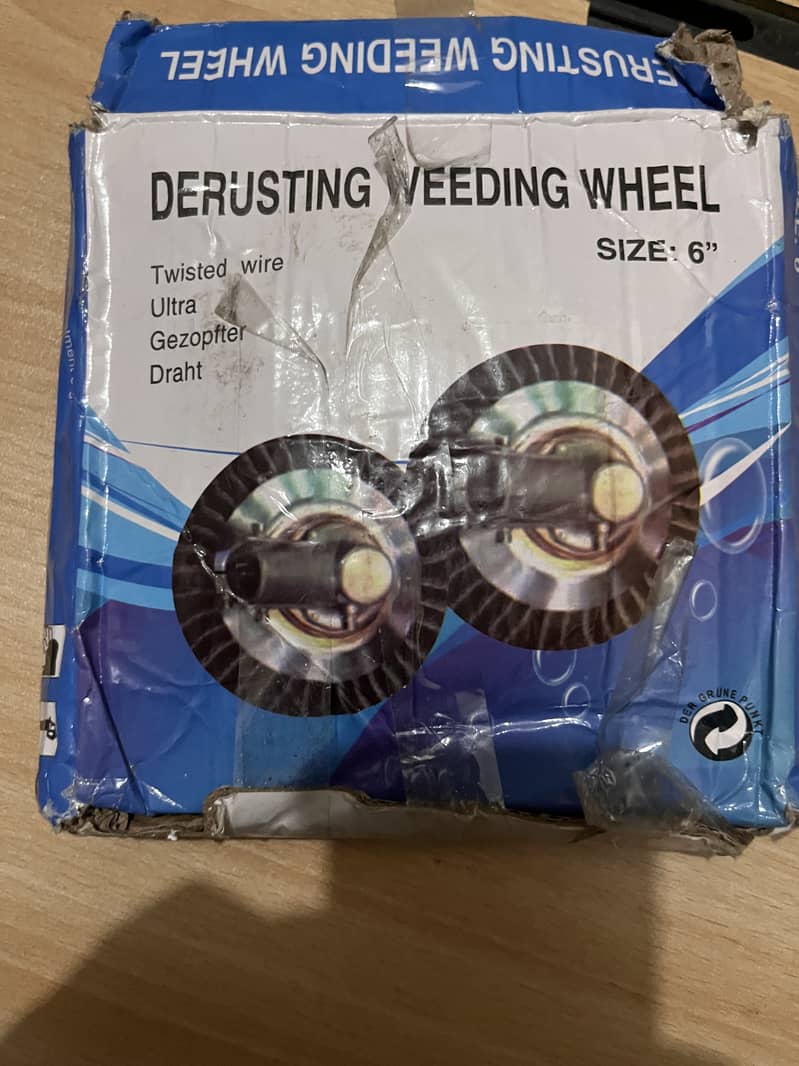 DERUSTING WEEDING WHEEL
DERUSTING WEEDING WHEEL
SIZE: 6”
Twisted wire
Ultra
Gezopfter
Draht
DER GRÜNE PUNKT